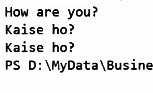 How are you?
Kaise ho?
Kaise ho?
PS D:\MyData\Busine